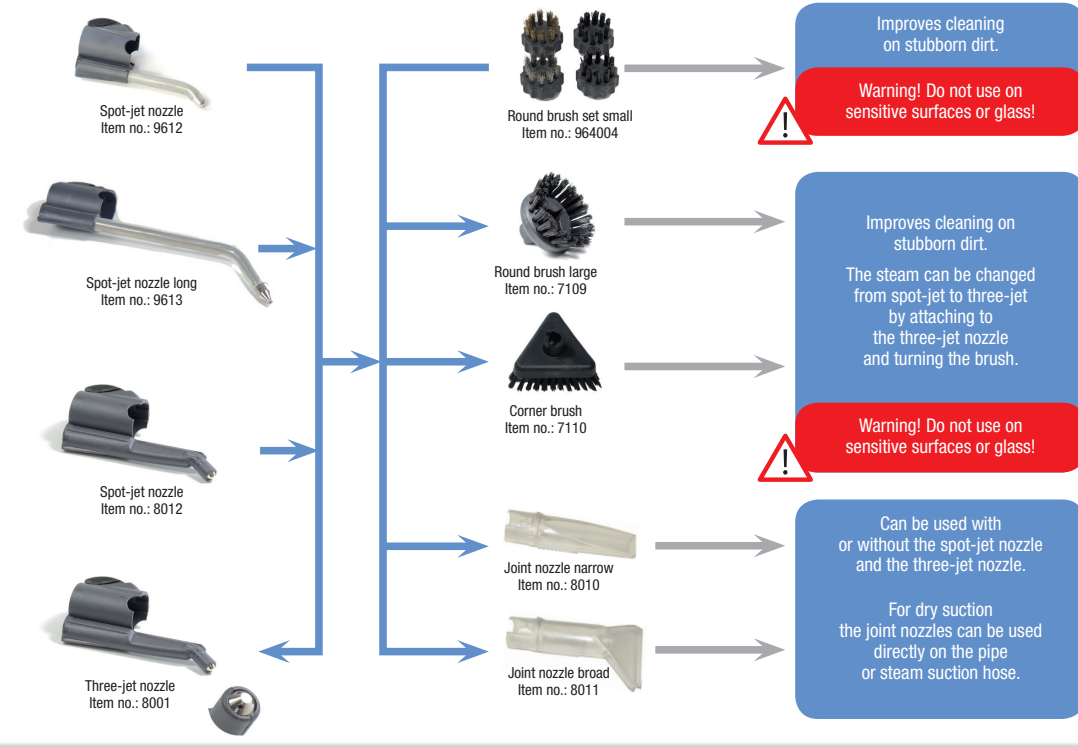 Spot-jet nozzle
Item no.: 9612
Spot-jet nozzle long
Item no.: 9613
Spot-jet nozzle
Item no.: 8012
Three-jet nozzle
Item no.: 8001
Round brush set small
Item no.: 964004
Round brush large
Item no.: 7109
Corner brush
Item no.: 7110
Joint nozzle narrow
Item no.: 8010
Joint nozzle broad
Item no.: 8011
Improves cleaning
on stubborn dirt.
Warning! Do not use on
sensitive surfaces or glass!
!
Improves cleaning on
stubborn dirt.
The steam can be changed
from spot-jet to three-jet
by attaching to
the three-jet nozzle
and turning the brush.
Warning! Do not use on
sensitive surfaces or glass!
!
Can be used with
or without the spot-jet nozzle
and the three-jet nozzle.
For dry suction
the joint nozzles can be used
directly on the pipe
or steam suction hose.